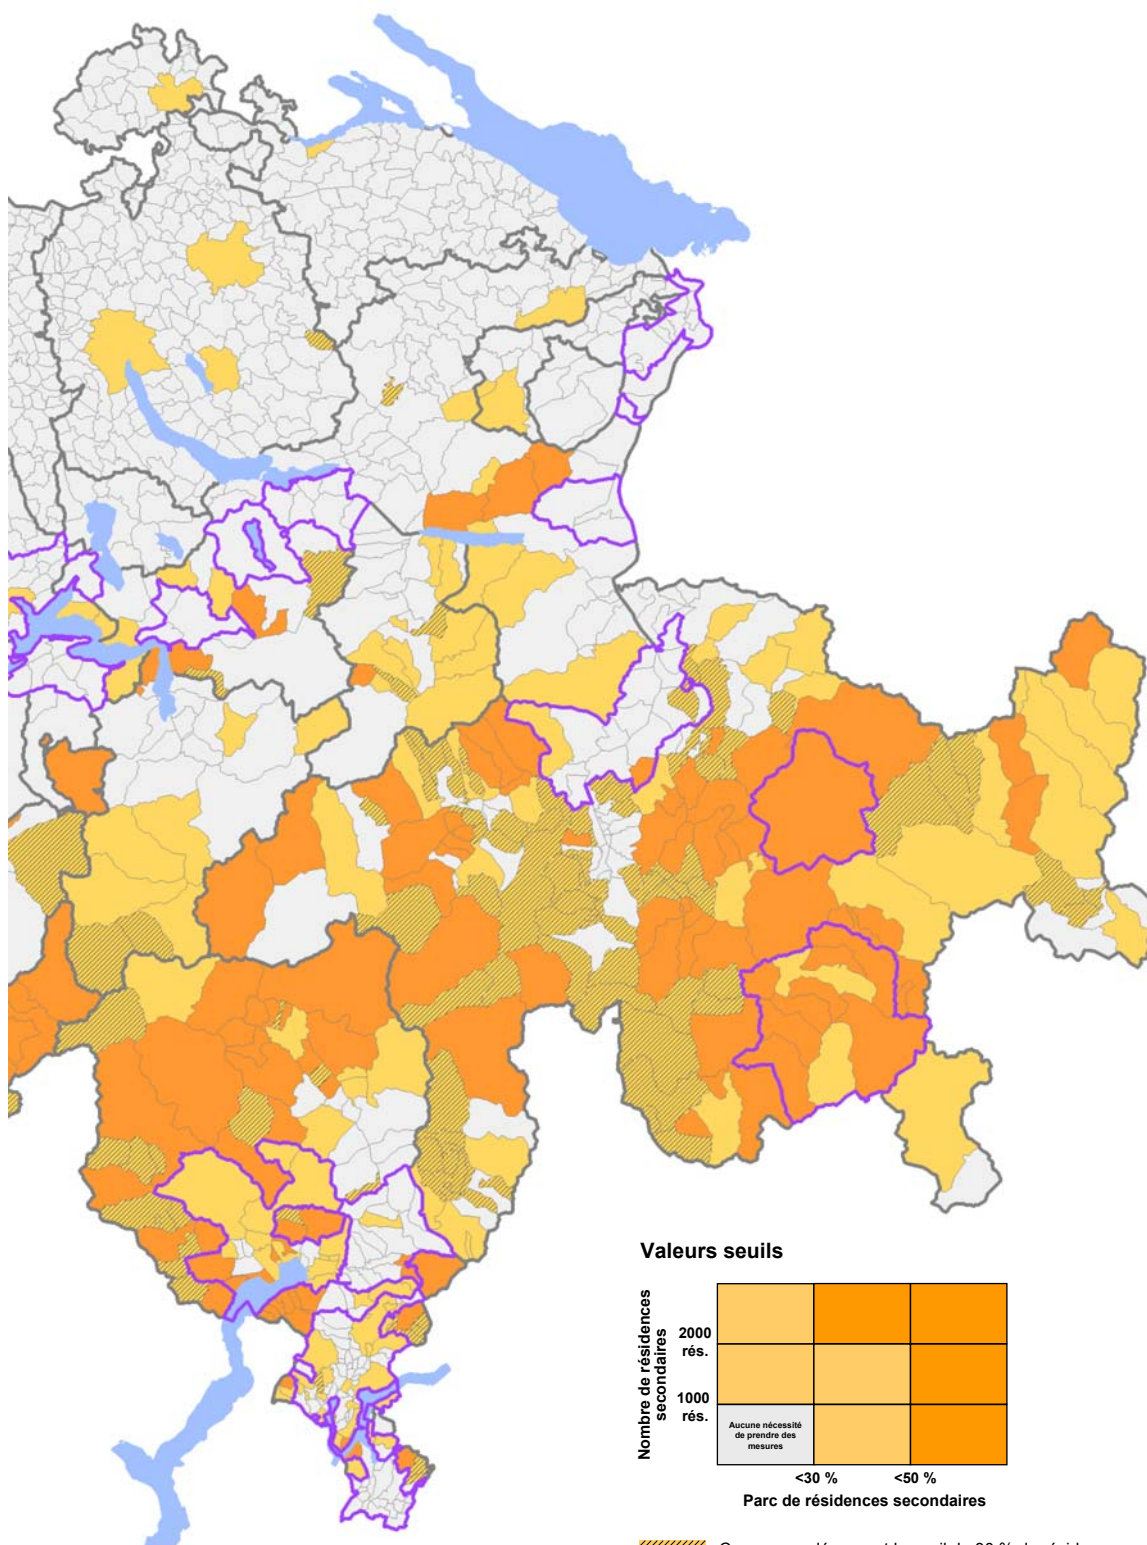 Valeurs seuils
Nombre de résidences
secondaires
2000
rés.
1000
rés.
Aucune nécessité
de prendre des
mesures
<30 %
<50 %
Parc de résidences secondaires